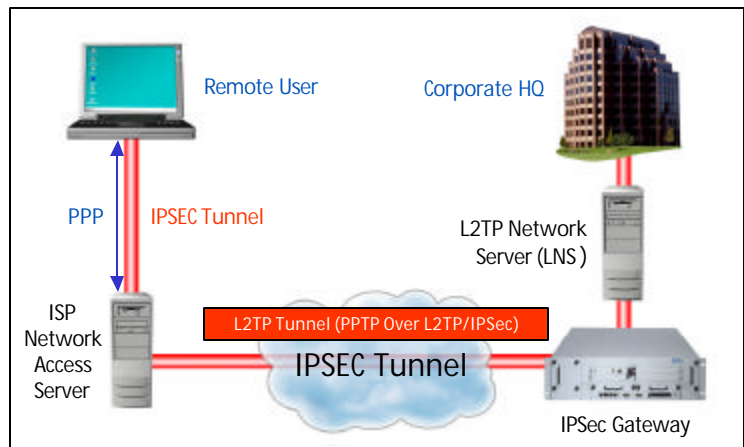 Remote User
Corporate HQ
PPP
IPSEC Tunnel
L2TP Network
Server (LNS)
ISP
Network
Access
Server
L2TP Tunnel (PPTP Over L2TP/IPSec)
IPSEC Tunnel
IPSec Gateway